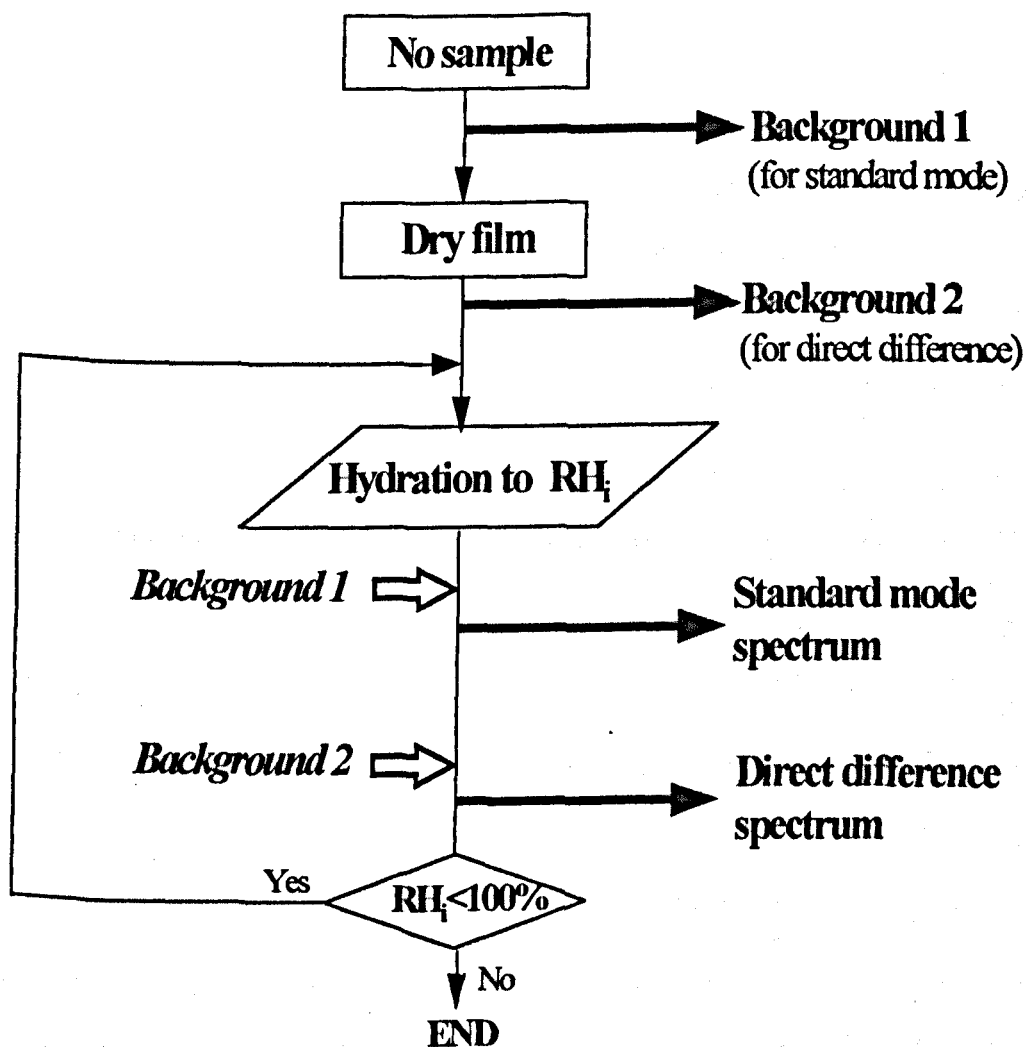 No sample
Background 1
(for standard mode)
Dry film
Background 2
(for direct difference)
Hydration to RHi
Background 1
Standard mode
spectrum
Background 2
Direct difference
spectrum
Yes
RHi<100%
No
END